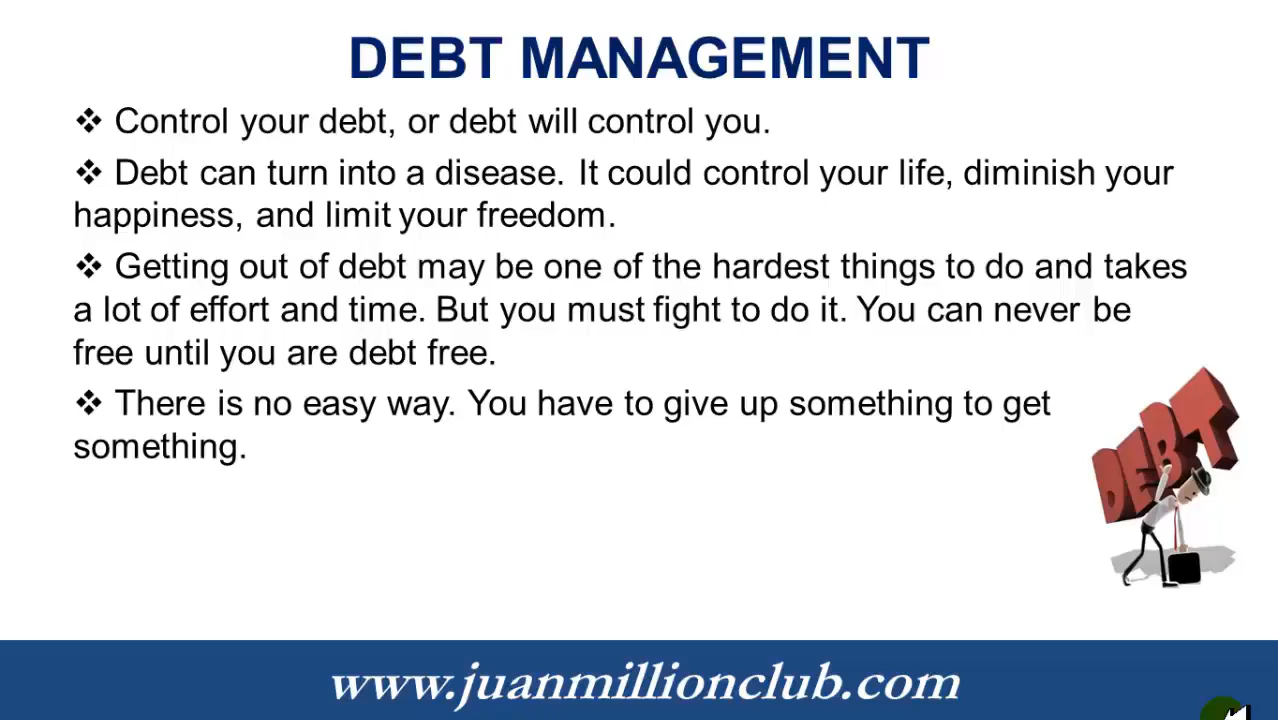 DEBT MANAGEMENT
❖ Control your debt, or debt will control you.
❖ Debt can turn into a disease. It could control your life, diminish your
happiness, and limit your freedom.
❖ Getting out of debt may be one of the hardest things to do and takes
a lot of effort and time. But you must fight to do it. You can never be
free until you are debt free.
❖ There is no easy way. You have to give up something to get
something.
DEBT
www.juanmillionclub.com